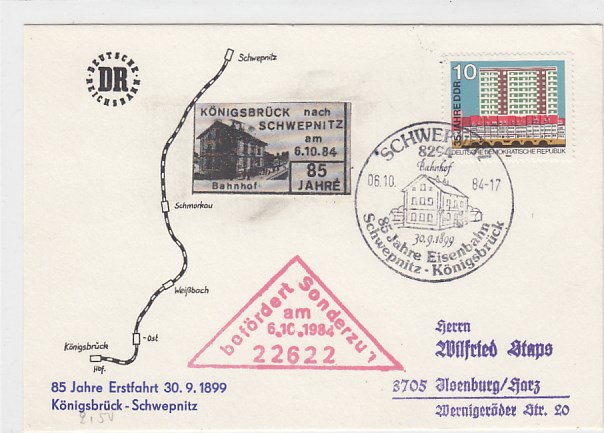 DEUTSCHE
DR
REICHSBAHN
Schwepnitz
Schmorkau
Weißbach
-Ost
Königsbrück
Hbf.
KÖNIGSBRÜCK nach
SCHWEPNITZ
am
6.10.84
Bahnhof
85
JAHRE
10
35 JAHRE DDR
DEUTSCHE DEMOKRATISCHE REPUBLIK
8294
Bahnhof
06.10.
84-17
30.9.1899
85 Jahre Eisenbahn
Schwepnitz - Königsbrück
befördert Sonderzug
am
6.10.1984
22622
85 Jahre Erstfahrt 30. 9. 1899
Königsbrück - Schwepnitz
Herrn
Wilfried Staps
3705 Ilsenburg/Harz
Wernigeröder Str. 20